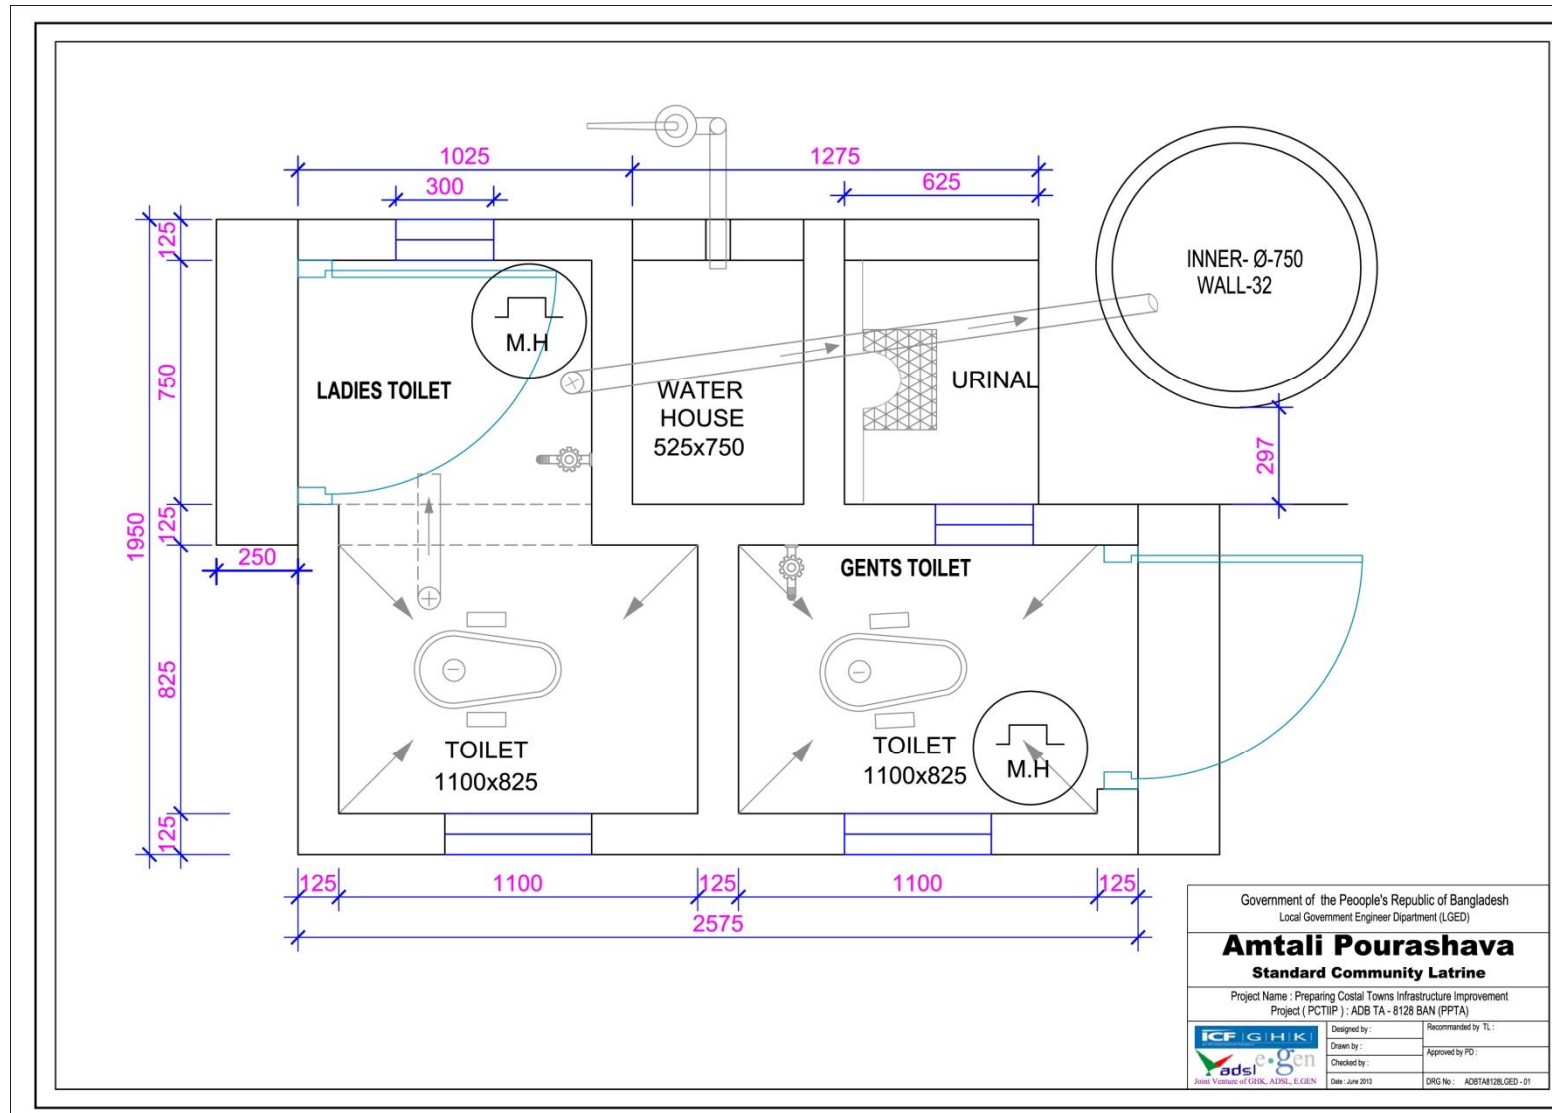 1025
1275
300
625
125
INNER- Ø-750
WALL-32
M.H
750
LADIES TOILET
WATER
HOUSE
525x750
URINAL
297
1950
125
250
GENTS TOILET
825
TOILET
1100x825
TOILET
1100x825
M.H
125
125
1100
125
1100
125
2575
Government of the Peoople's Republic of Bangladesh
Local Government Engineer Dipartment (LGED)
Amtali Pourashava
Standard Community Latrine
Project Name : Preparing Costal Towns Infrastructure Improvement
Project ( PCTIIP ) : ADB TA - 8128 BAN (PPTA)
ICF GHK
adsl e•gen
Joint Venture of GHK, ADSL, E.GEN
Designed by :
Drawn by :
Checked by :
Date : June 2013
Recommanded by TL :
Approved by PD :
DRG No : ADBTA8128LGED - 01